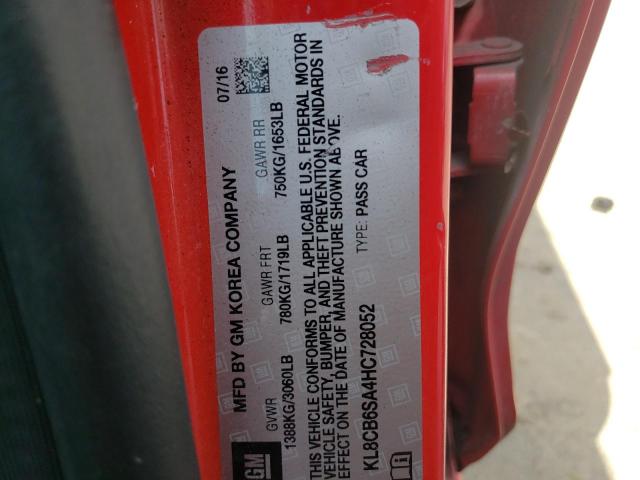 MFD BY GM KOREA COMPANY 07/16
GVWR GAWR FRT GAWR RR
1388KG/3060LB 780KG/1719LB 750KG/1653LB
THIS VEHICLE CONFORMS TO ALL APPLICABLE U.S. FEDERAL MOTOR
VEHICLE SAFETY, BUMPER, AND THEFT PREVENTION STANDARDS IN
EFFECT ON THE DATE OF MANUFACTURE SHOWN ABOVE.
KL8CB6SA4HC728052 TYPE: PASS CAR
GM